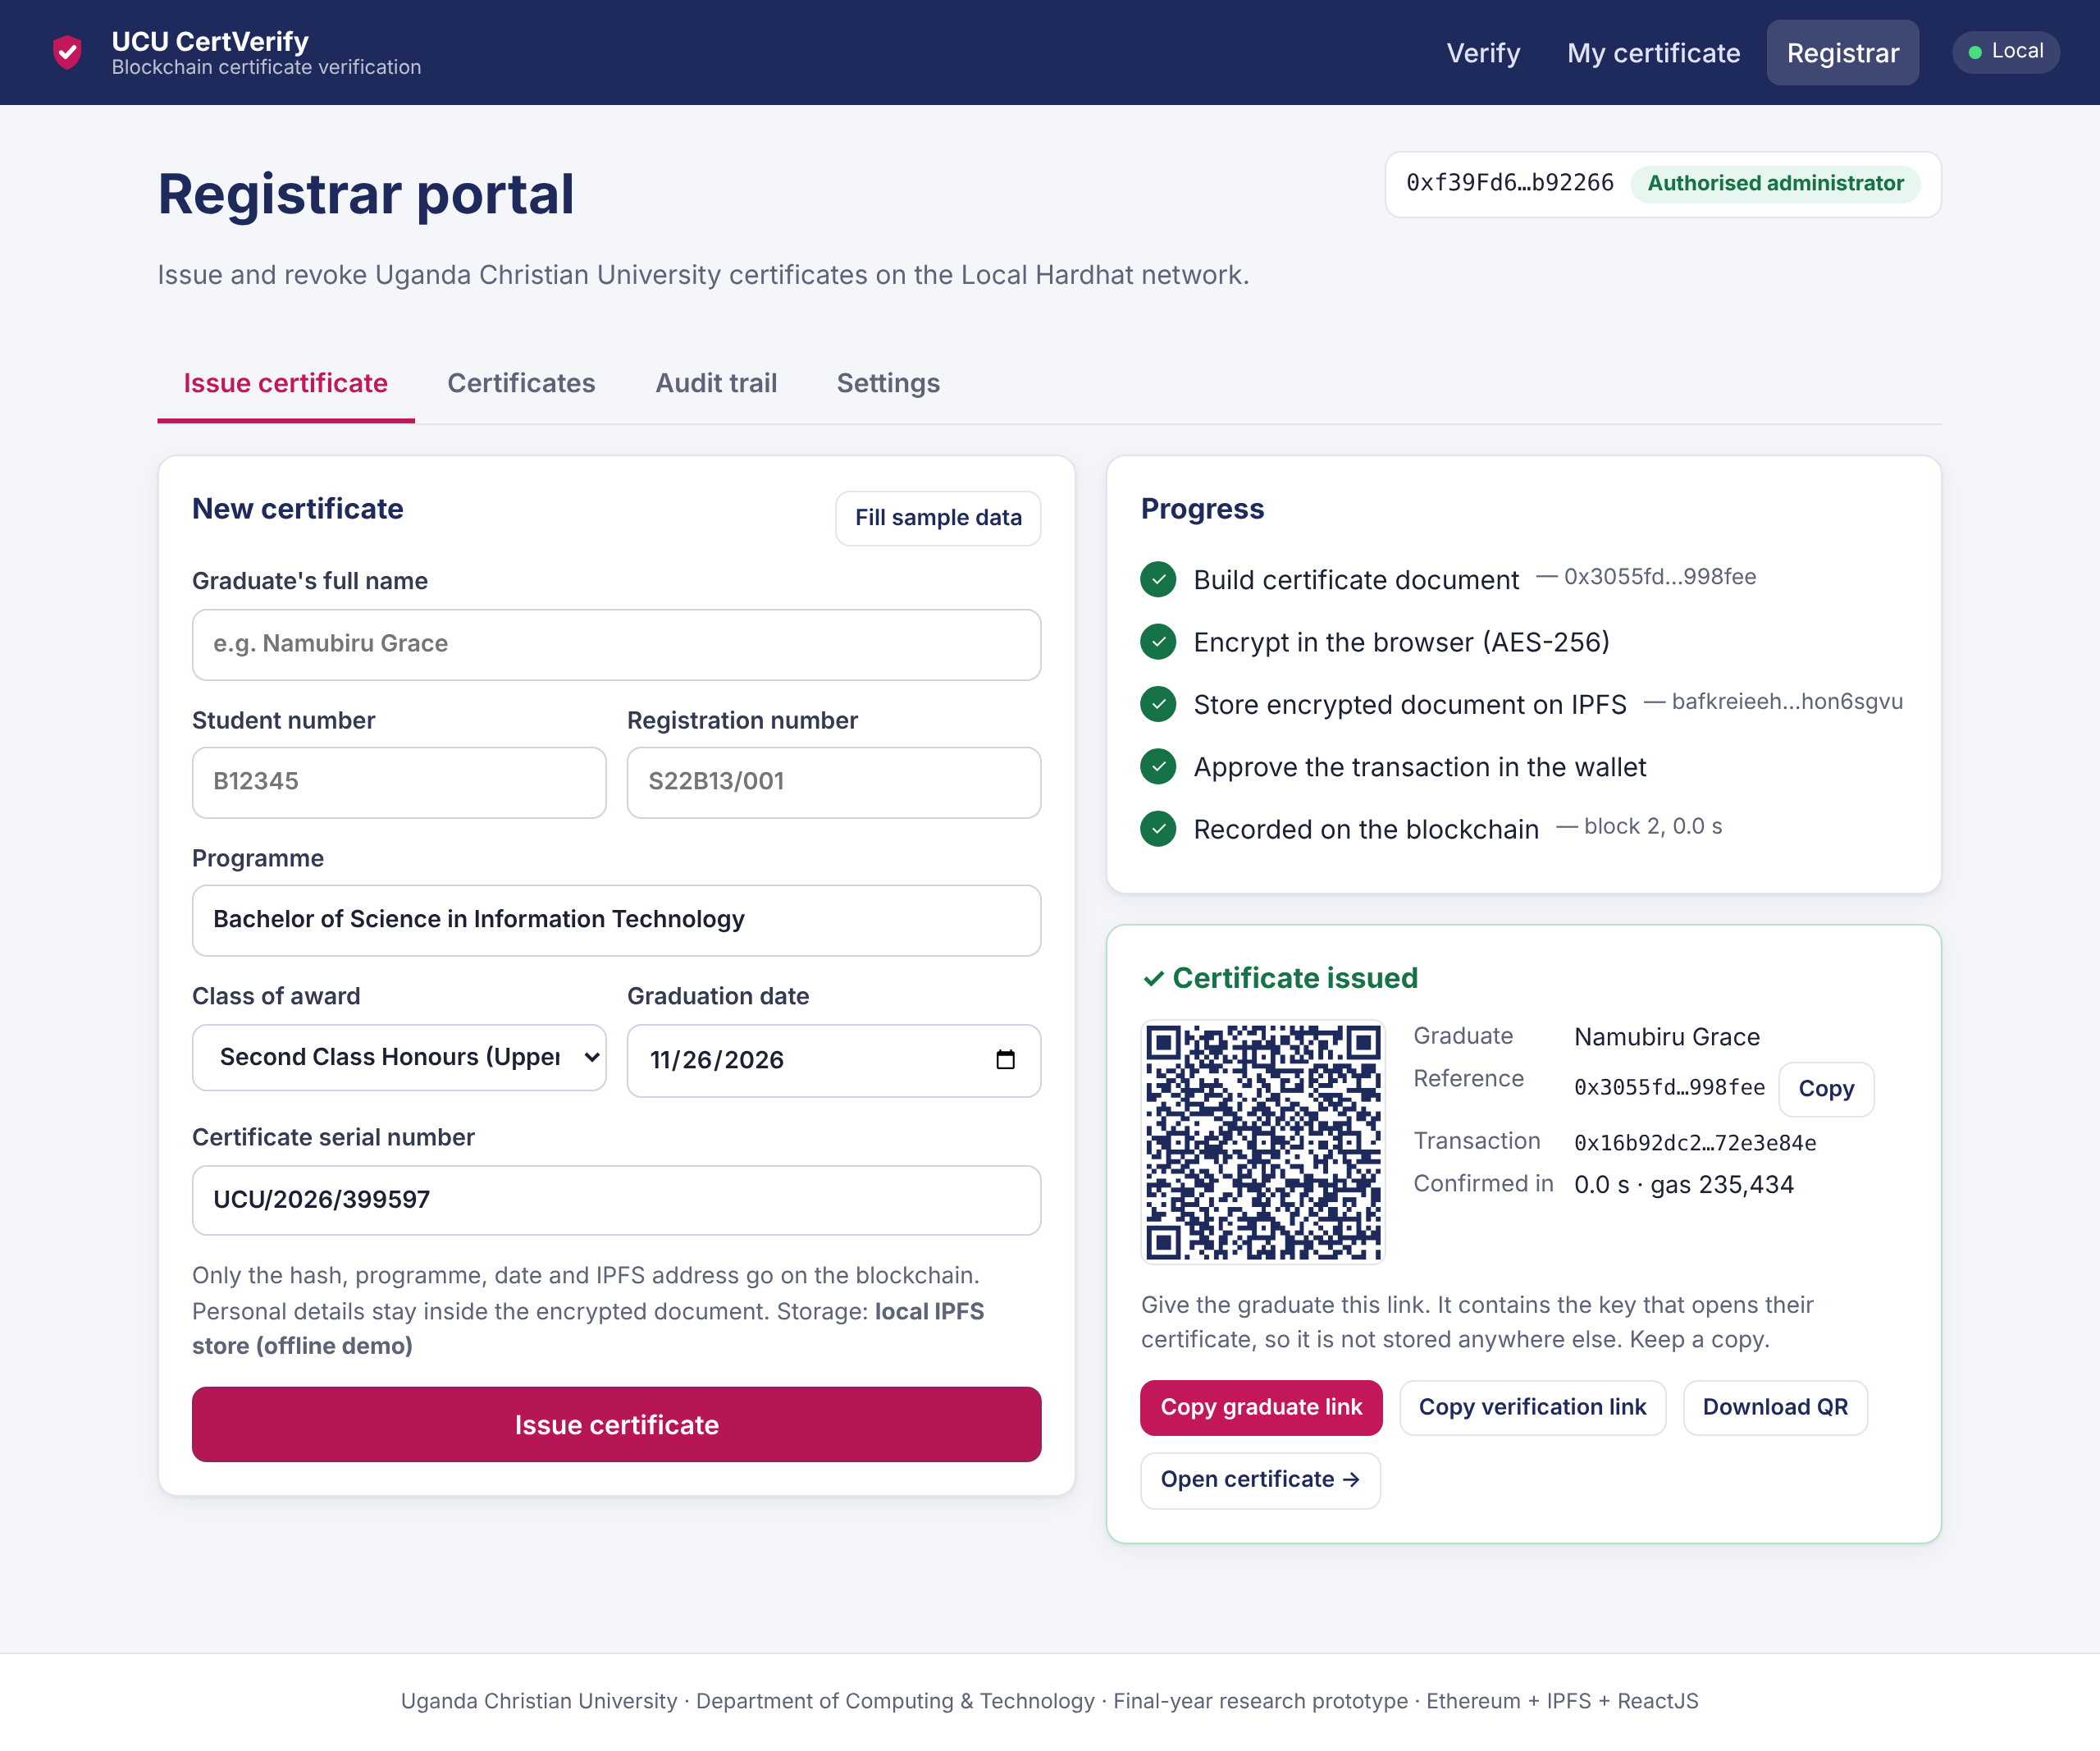 UCU CertVerify
Blockchain certificate verification
Verify
My certificate
Registrar
Local
Registrar portal
0xf39Fd6…b92266
Authorised administrator
Issue and revoke Uganda Christian University certificates on the Local Hardhat network.
Issue certificate
Certificates
Audit trail
Settings
New certificate
Fill sample data
Graduate's full name
e.g. Namubiru Grace
Student number
Registration number
B12345
S22B13/001
Programme
Bachelor of Science in Information Technology
Class of award
Graduation date
Second Class Honours (Upper
11/26/2026
Certificate serial number
UCU/2026/399597
Only the hash, programme, date and IPFS address go on the blockchain.
Personal details stay inside the encrypted document. Storage: local IPFS
store (offline demo)
Issue certificate
Progress
Build certificate document — 0x3055fd…998fee
Encrypt in the browser (AES-256)
Store encrypted document on IPFS — bafkreieeh…hon6sgvu
Approve the transaction in the wallet
Recorded on the blockchain — block 2, 0.0 s
✓ Certificate issued
Graduate Namubiru Grace
Reference 0x3055fd…998fee Copy
Transaction 0x16b92dc2…72e3e84e
Confirmed in 0.0 s · gas 235,434
Give the graduate this link. It contains the key that opens their
certificate, so it is not stored anywhere else. Keep a copy.
Copy graduate link
Copy verification link
Download QR
Open certificate →
Uganda Christian University · Department of Computing & Technology · Final-year research prototype · Ethereum + IPFS + ReactJS